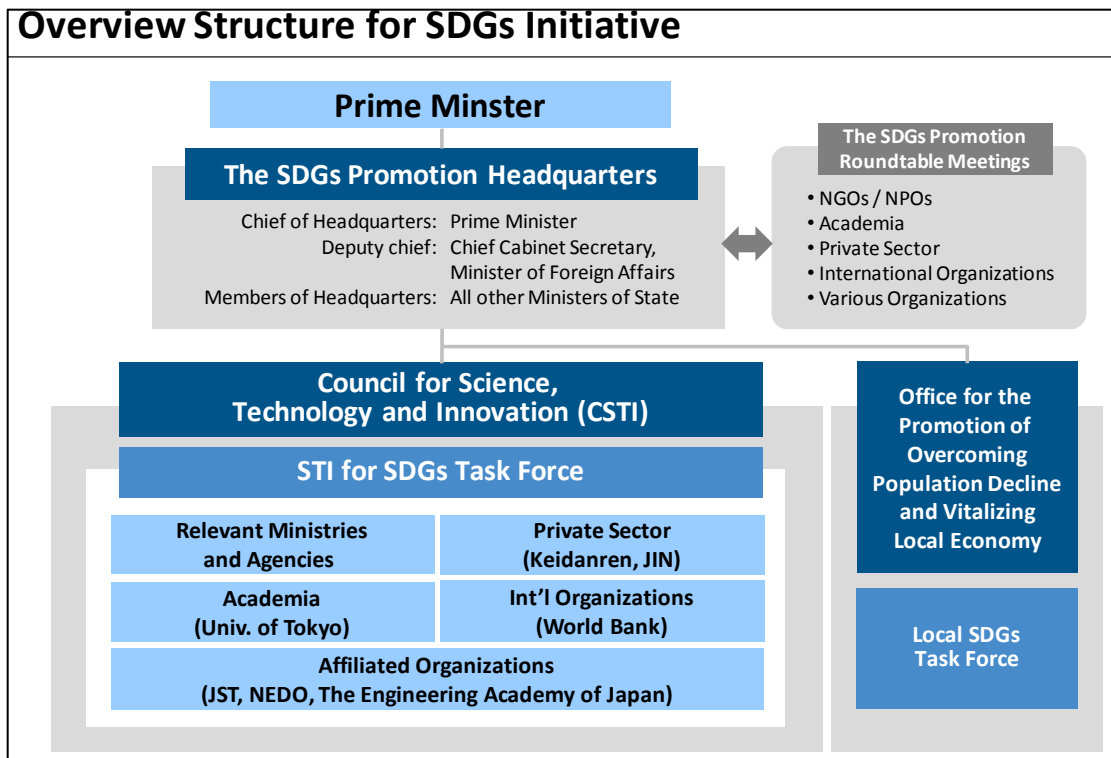 Overview Structure for SDGs Initiative
Prime Minster
The SDGs Promotion Headquarters
Chief of Headquarters: Prime Minister
Deputy chief: Chief Cabinet Secretary,
Minister of Foreign Affairs
Members of Headquarters: All other Ministers of State
The SDGs Promotion
Roundtable Meetings
• NGOs / NPOs
• Academia
• Private Sector
• International Organizations
• Various Organizations
Council for Science,
Technology and Innovation (CSTI)
STI for SDGs Task Force
Relevant Ministries
and Agencies
Private Sector
(Keidanren, JIN)
Academia
(Univ. of Tokyo)
Int’l Organizations
(World Bank)
Affiliated Organizations
(JST, NEDO, The Engineering Academy of Japan)
Office for the
Promotion of
Overcoming
Population Decline
and Vitalizing
Local Economy
Local SDGs
Task Force